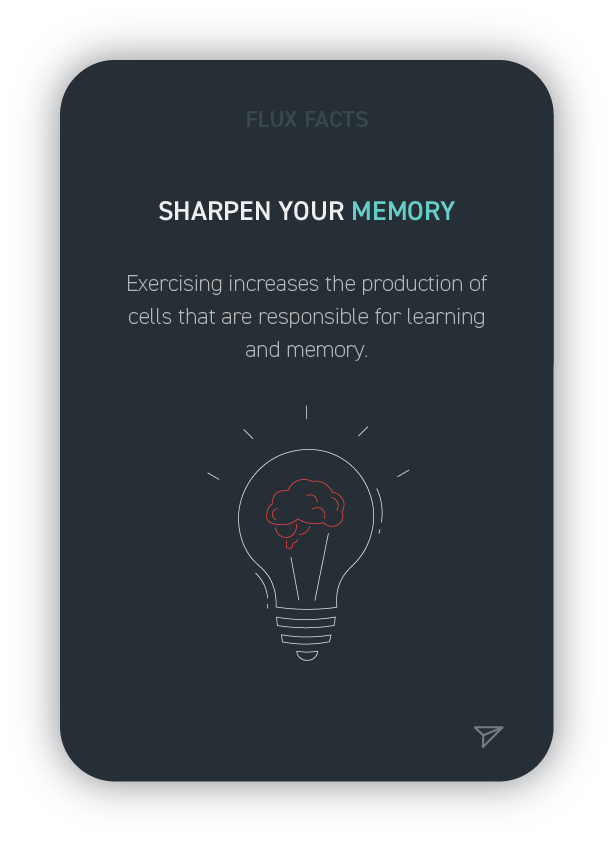 FLUX FACTS
SHARPEN YOUR MEMORY
Exercising increases the production of
cells that are responsible for learning
and memory.